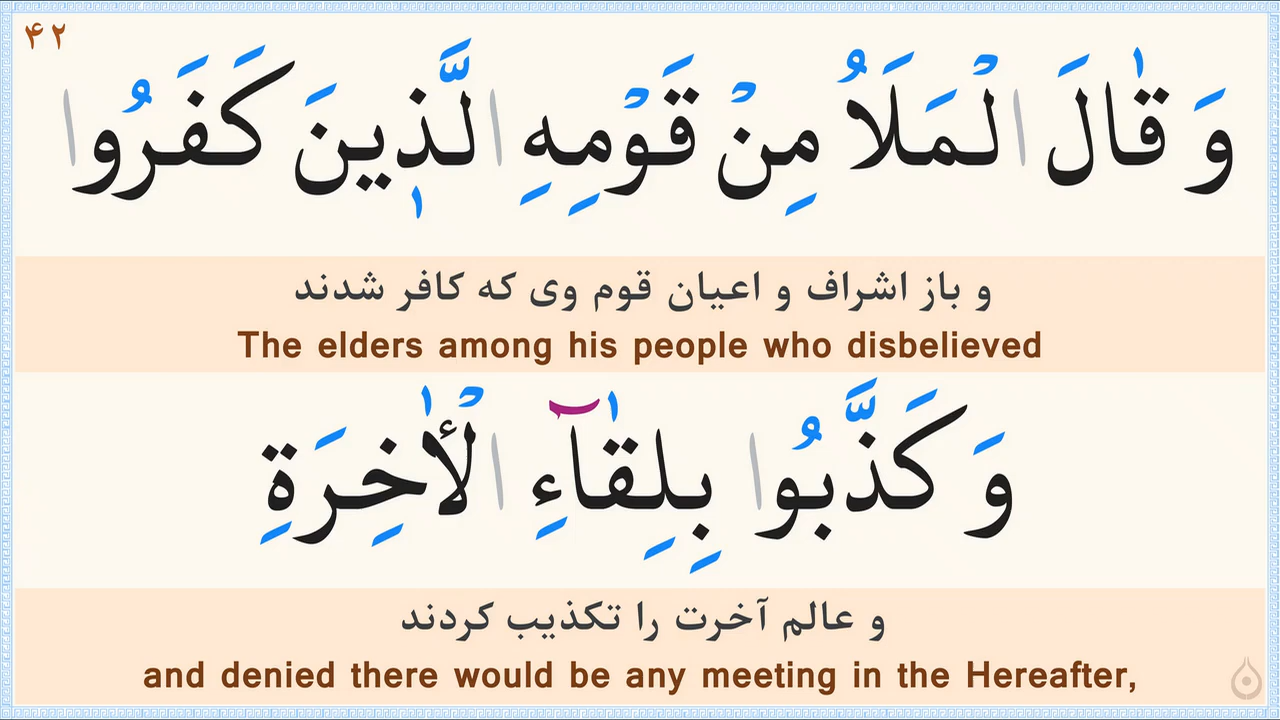 ۴۲
وَ قٰالَ الْمَلَاُ مِنْ قَوْمِهِ الَّذٖينَ كَفَرُوا
و باز اشراف و اعیان قوم وی که کافر شدند
The elders among his people who disbelieved
وَ كَذَّبُوا بِلِقٰآءِ الْأٰخِرَةِ
و عالم آخرت را تکذیب کردند
and denied there would be any meeting in the Hereafter,